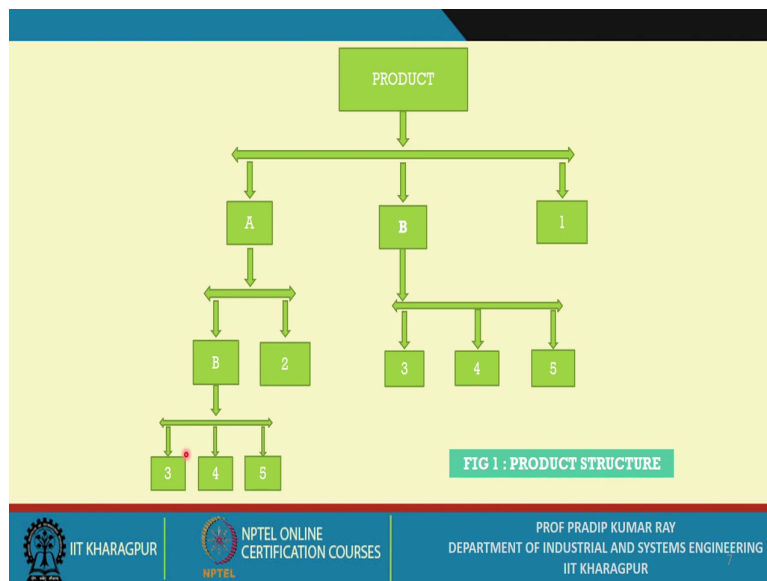 PRODUCT
A
B
1
B
2
3
4
5
3
4
5
FIG 1 : PRODUCT STRUCTURE
IIT KHARAGPUR
NPTEL
NPTEL ONLINE
CERTIFICATION COURSES
PROF PRADIP KUMAR RAY
DEPARTMENT OF INDUSTRIAL AND SYSTEMS ENGINEERING
IIT KHARAGPUR
7